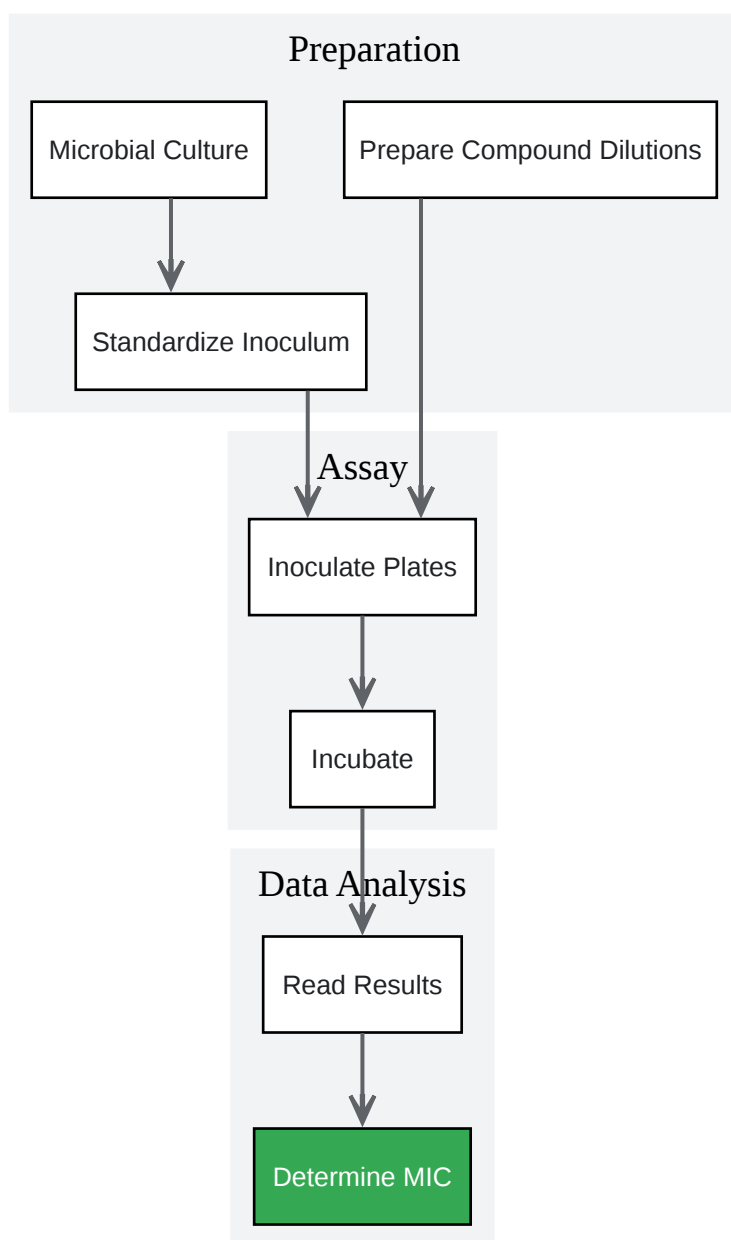 Preparation
Microbial Culture
Prepare Compound Dilutions
Standardize Inoculum
Assay
Inoculate Plates
Incubate
Data Analysis
Read Results
Determine MIC